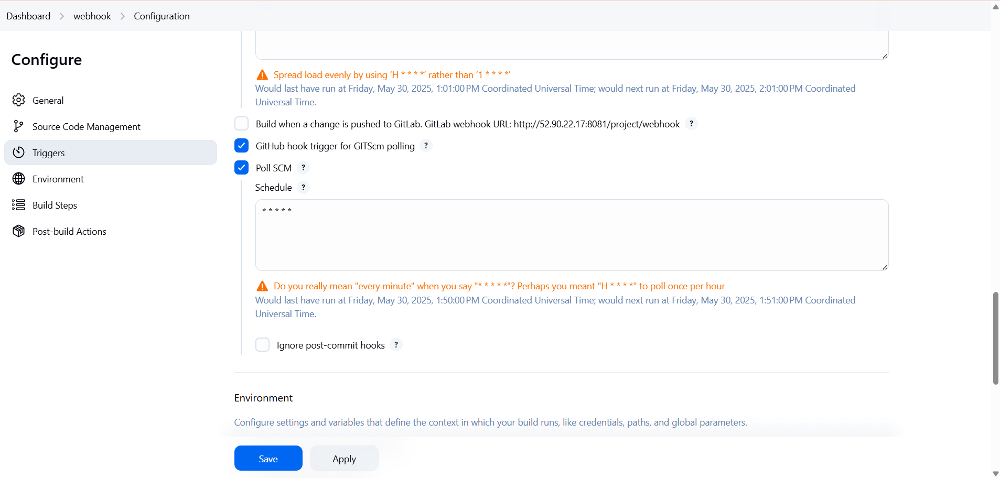 Dashboard > webhook > Configuration
Configure
General
Source Code Management
Triggers
Environment
Build Steps
Post-build Actions
Spread load evenly by using ‘H * * * *’ rather than ‘1 * * * *’
Would last have run at Friday, May 30, 2025, 1:01:00 PM Coordinated Universal Time; would next run at Friday, May 30, 2025, 2:01:00 PM Coordinated
Universal Time.
Build when a change is pushed to GitLab. GitLab webhook URL: http://52.90.22.17:8081/project/webhook ?
GitHub hook trigger for GITScm polling ?
Poll SCM ?
Schedule ?
* * * * *
Do you really mean "every minute" when you say "* * * * *"? Perhaps you meant "H * * * *" to poll once per hour
Would last have run at Friday, May 30, 2025, 1:50:00 PM Coordinated Universal Time; would next run at Friday, May 30, 2025, 1:51:00 PM Coordinated
Universal Time.
Ignore post-commit hooks ?
Environment
Configure settings and variables that define the context in which your build runs, like credentials, paths, and global parameters.
Save
Apply